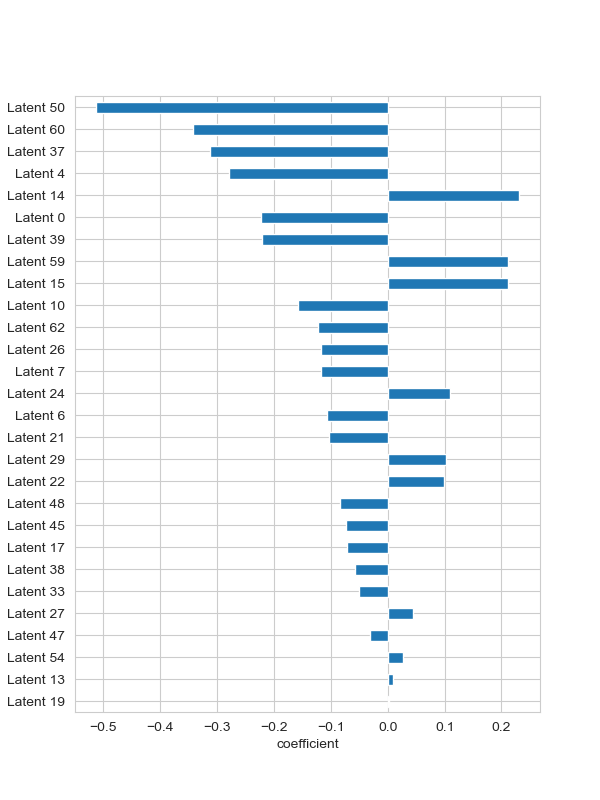 Latent 50
Latent 60
Latent 37
Latent 4
Latent 14
Latent 0
Latent 39
Latent 59
Latent 15
Latent 10
Latent 62
Latent 26
Latent 7
Latent 24
Latent 6
Latent 21
Latent 29
Latent 22
Latent 48
Latent 45
Latent 17
Latent 38
Latent 33
Latent 27
Latent 47
Latent 54
Latent 13
Latent 19
−0.5 −0.4 −0.3 −0.2 −0.1 0.0 0.1 0.2
coefficient